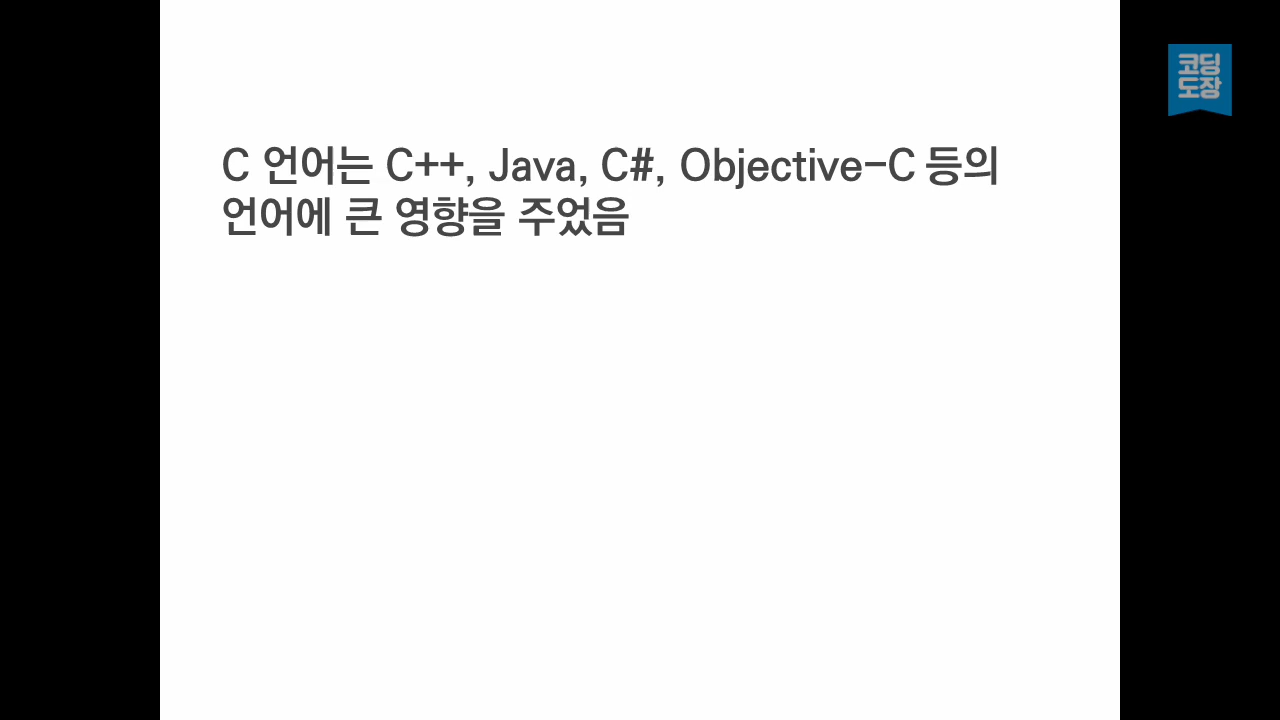 코딩
도장
C 언어는 C++, Java, C#, Objective-C 등의
언어에 큰 영향을 주었음